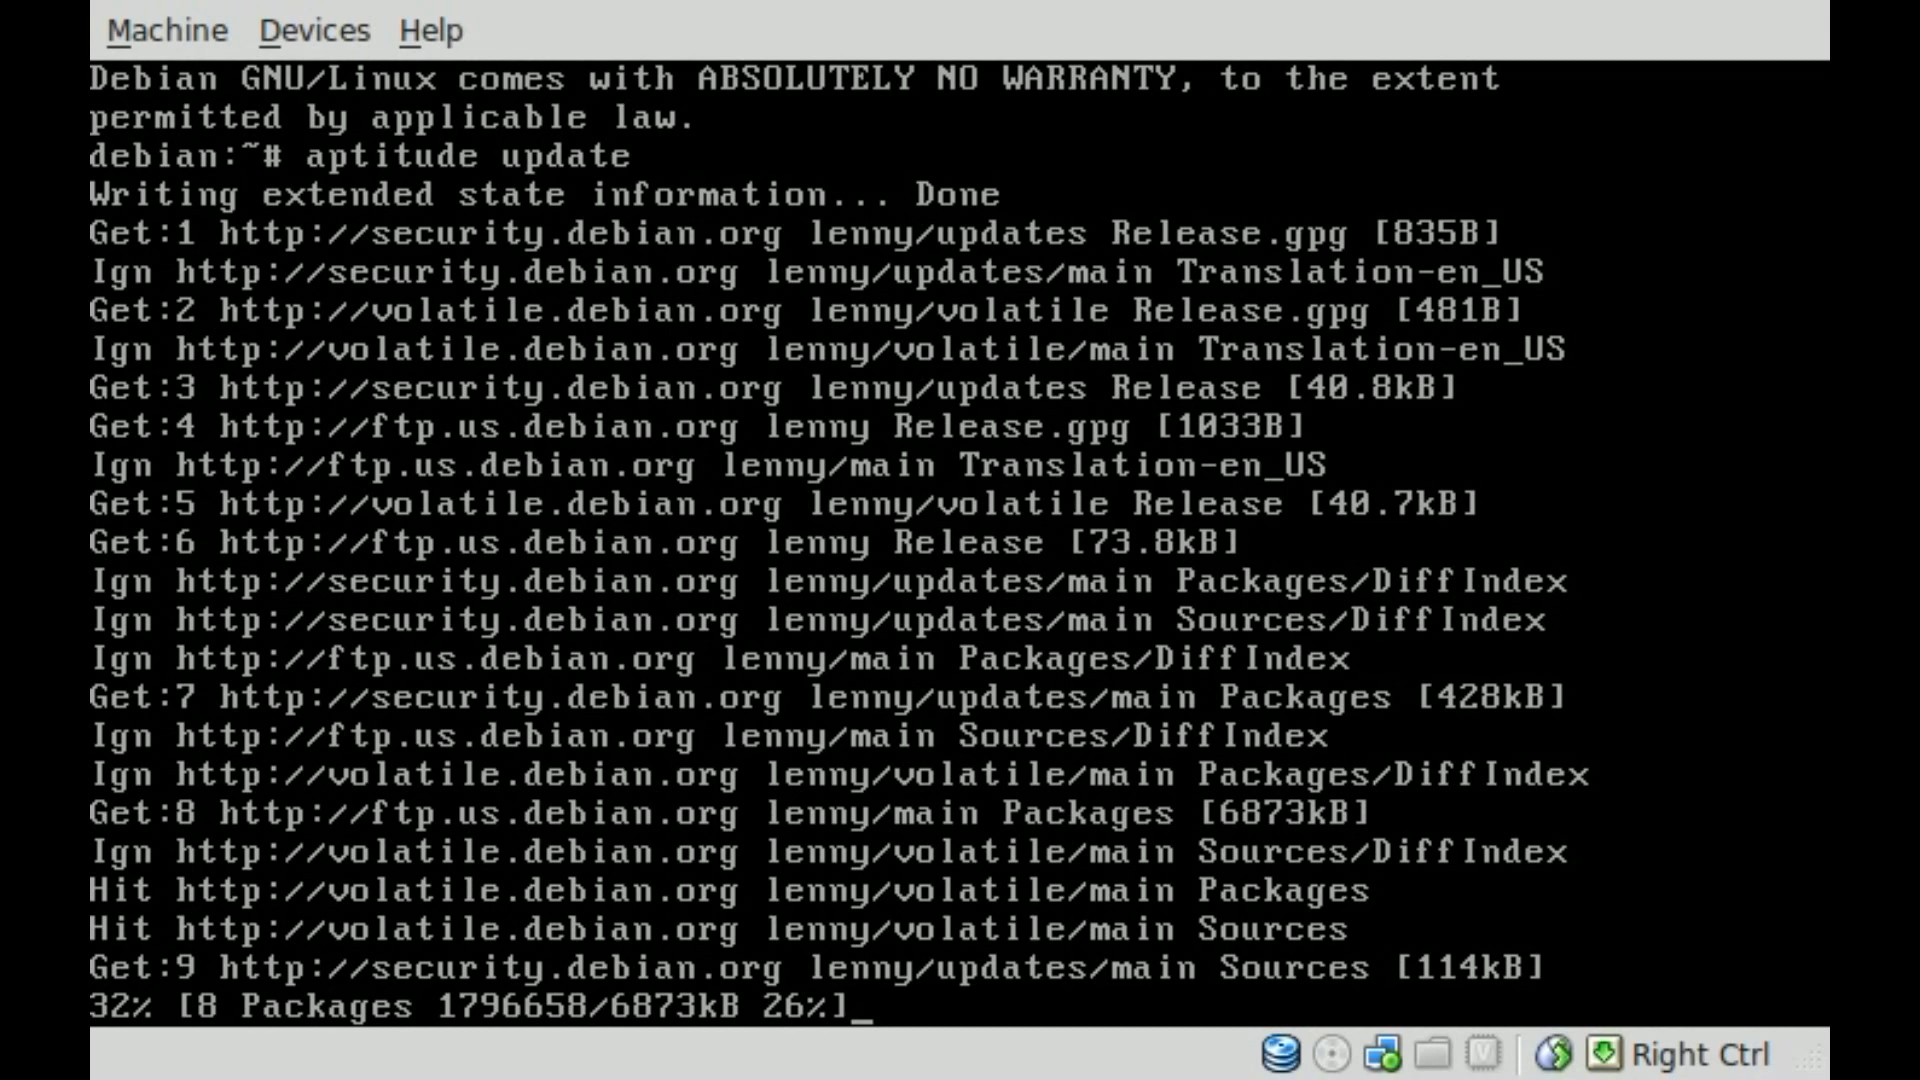 Machine Devices Help
Debian GNU/Linux comes with ABSOLUTELY NO WARRANTY, to the extent
permitted by applicable law.
debian:~# aptitude update
Writing extended state information... Done
Get:1 http://security.debian.org lenny/updates Release.gpg [835B]
Ign http://security.debian.org lenny/updates/main Translation-en_US
Get:2 http://volatile.debian.org lenny/volatile Release.gpg [481B]
Ign http://volatile.debian.org lenny/volatile/main Translation-en_US
Get:3 http://security.debian.org lenny/updates Release [40.8kB]
Get:4 http://ftp.us.debian.org lenny Release.gpg [1033B]
Ign http://ftp.us.debian.org lenny/main Translation-en_US
Get:5 http://volatile.debian.org lenny/volatile Release [40.7kB]
Get:6 http://ftp.us.debian.org lenny Release [73.8kB]
Ign http://security.debian.org lenny/updates/main Packages/DiffIndex
Ign http://security.debian.org lenny/updates/main Sources/DiffIndex
Ign http://ftp.us.debian.org lenny/main Packages/DiffIndex
Get:7 http://security.debian.org lenny/updates/main Packages [428kB]
Ign http://ftp.us.debian.org lenny/main Sources/DiffIndex
Ign http://volatile.debian.org lenny/volatile/main Packages/DiffIndex
Get:8 http://ftp.us.debian.org lenny/main Packages [6873kB]
Ign http://volatile.debian.org lenny/volatile/main Sources/DiffIndex
Hit http://volatile.debian.org lenny/volatile/main Packages
Hit http://volatile.debian.org lenny/volatile/main Sources
Get:9 http://security.debian.org lenny/updates/main Sources [114kB]
32% [8 Packages 1796658/6873kB 26%]_
Right Ctrl